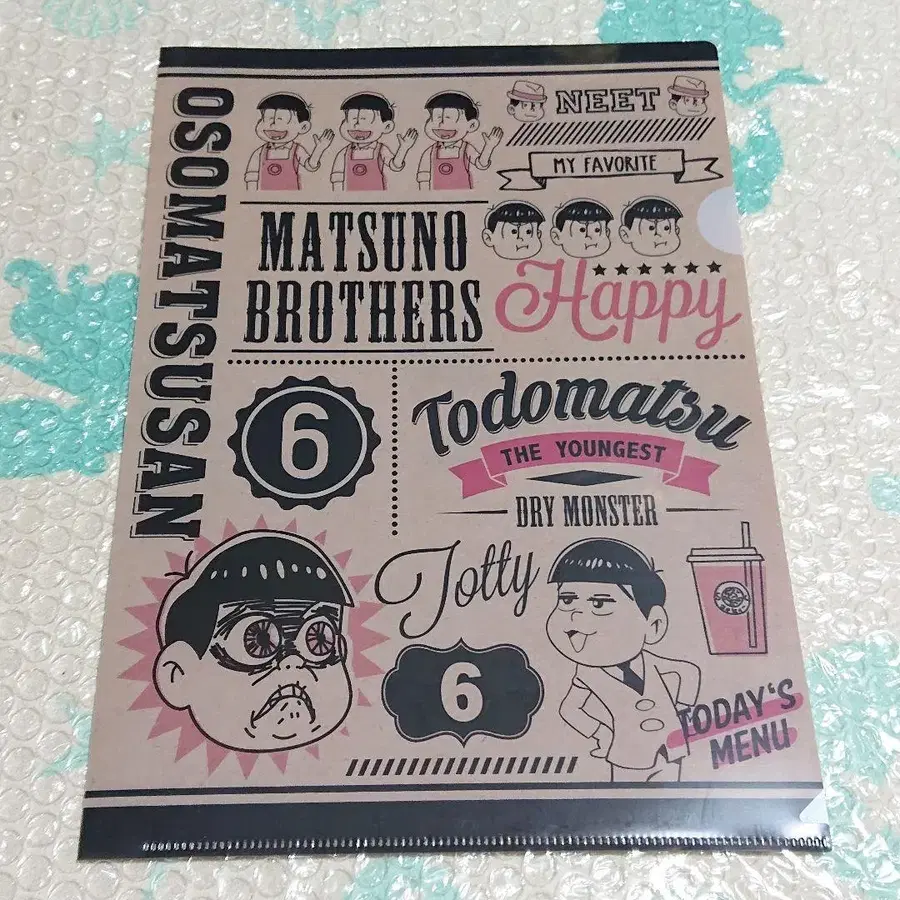 OSOMATSUSAN
NEET
MY FAVORITE
MATSUNO
BROTHERS
Happy
6
Todomatsu
THE YOUNGEST
DRY MONSTER
Totty
6
TODAY'S
MENU